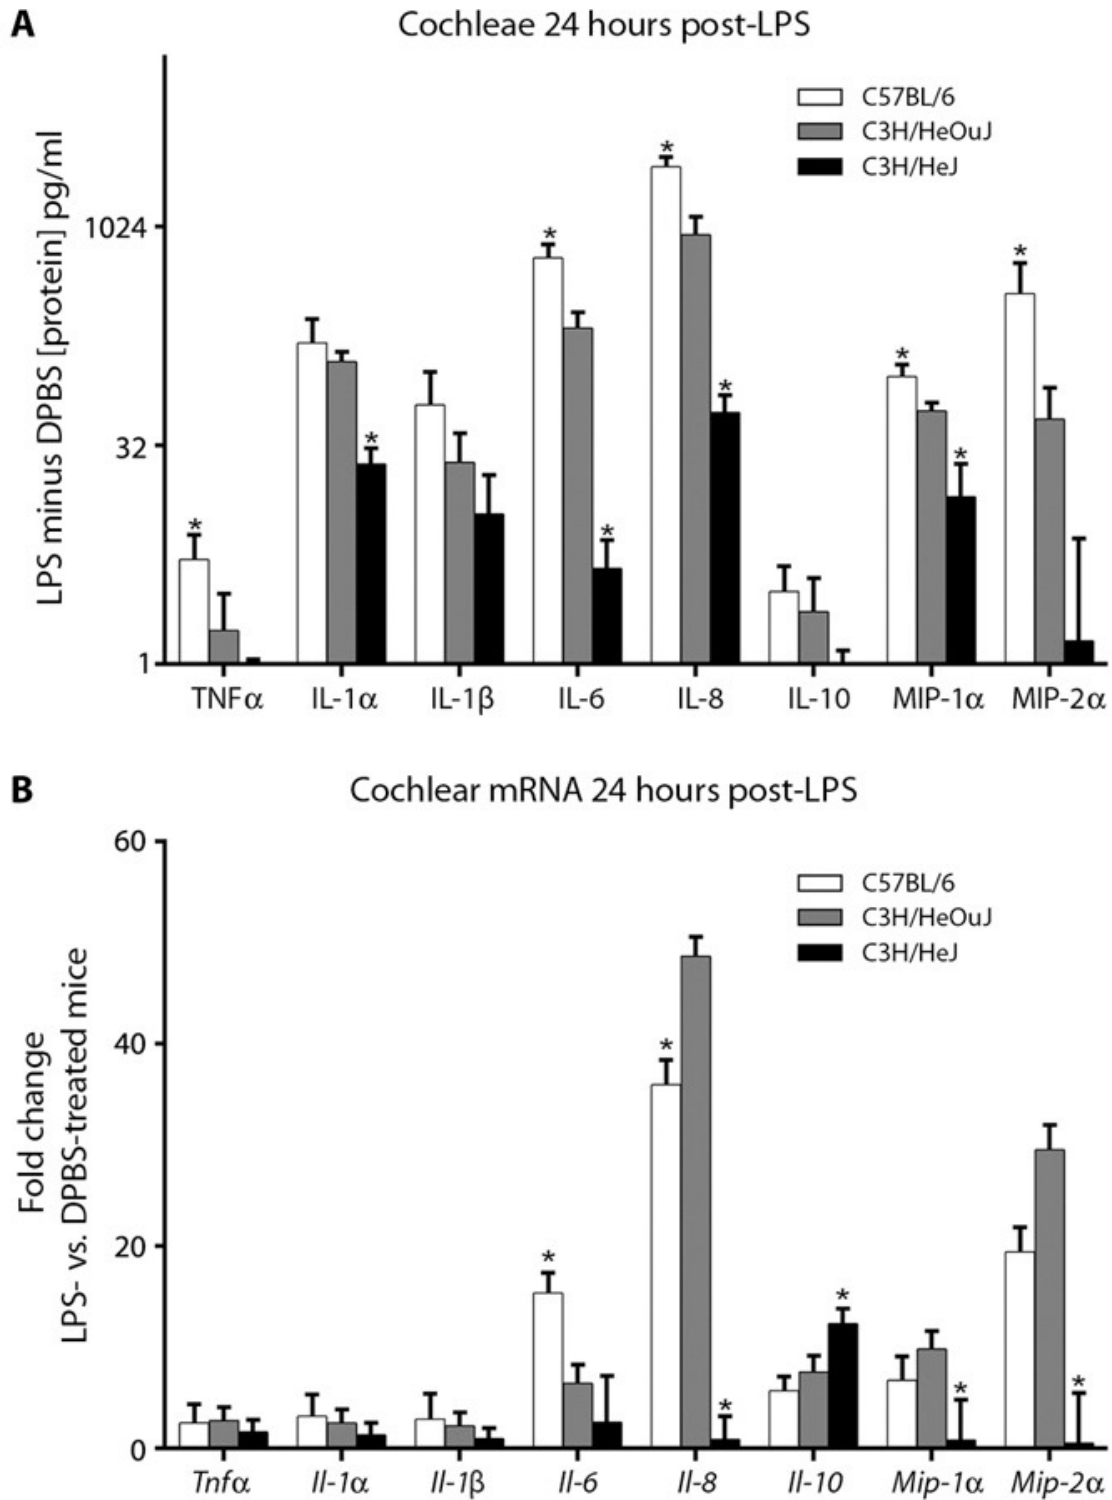 A
Cochleae 24 hours post-LPS
LPS minus DPBS [protein] pg/ml
1024
32
1
C57BL/6
C3H/HeOuJ
C3H/HeJ
* * * * * * * * * *
TNFα IL-1α IL-1β IL-6 IL-8 IL-10 MIP-1α MIP-2α
B
Cochlear mRNA 24 hours post-LPS
Fold change
LPS- vs. DPBS-treated mice
60
40
20
0
C57BL/6
C3H/HeOuJ
C3H/HeJ
* * * * * *
Tnfα Il-1α Il-1β Il-6 Il-8 Il-10 Mip-1α Mip-2α